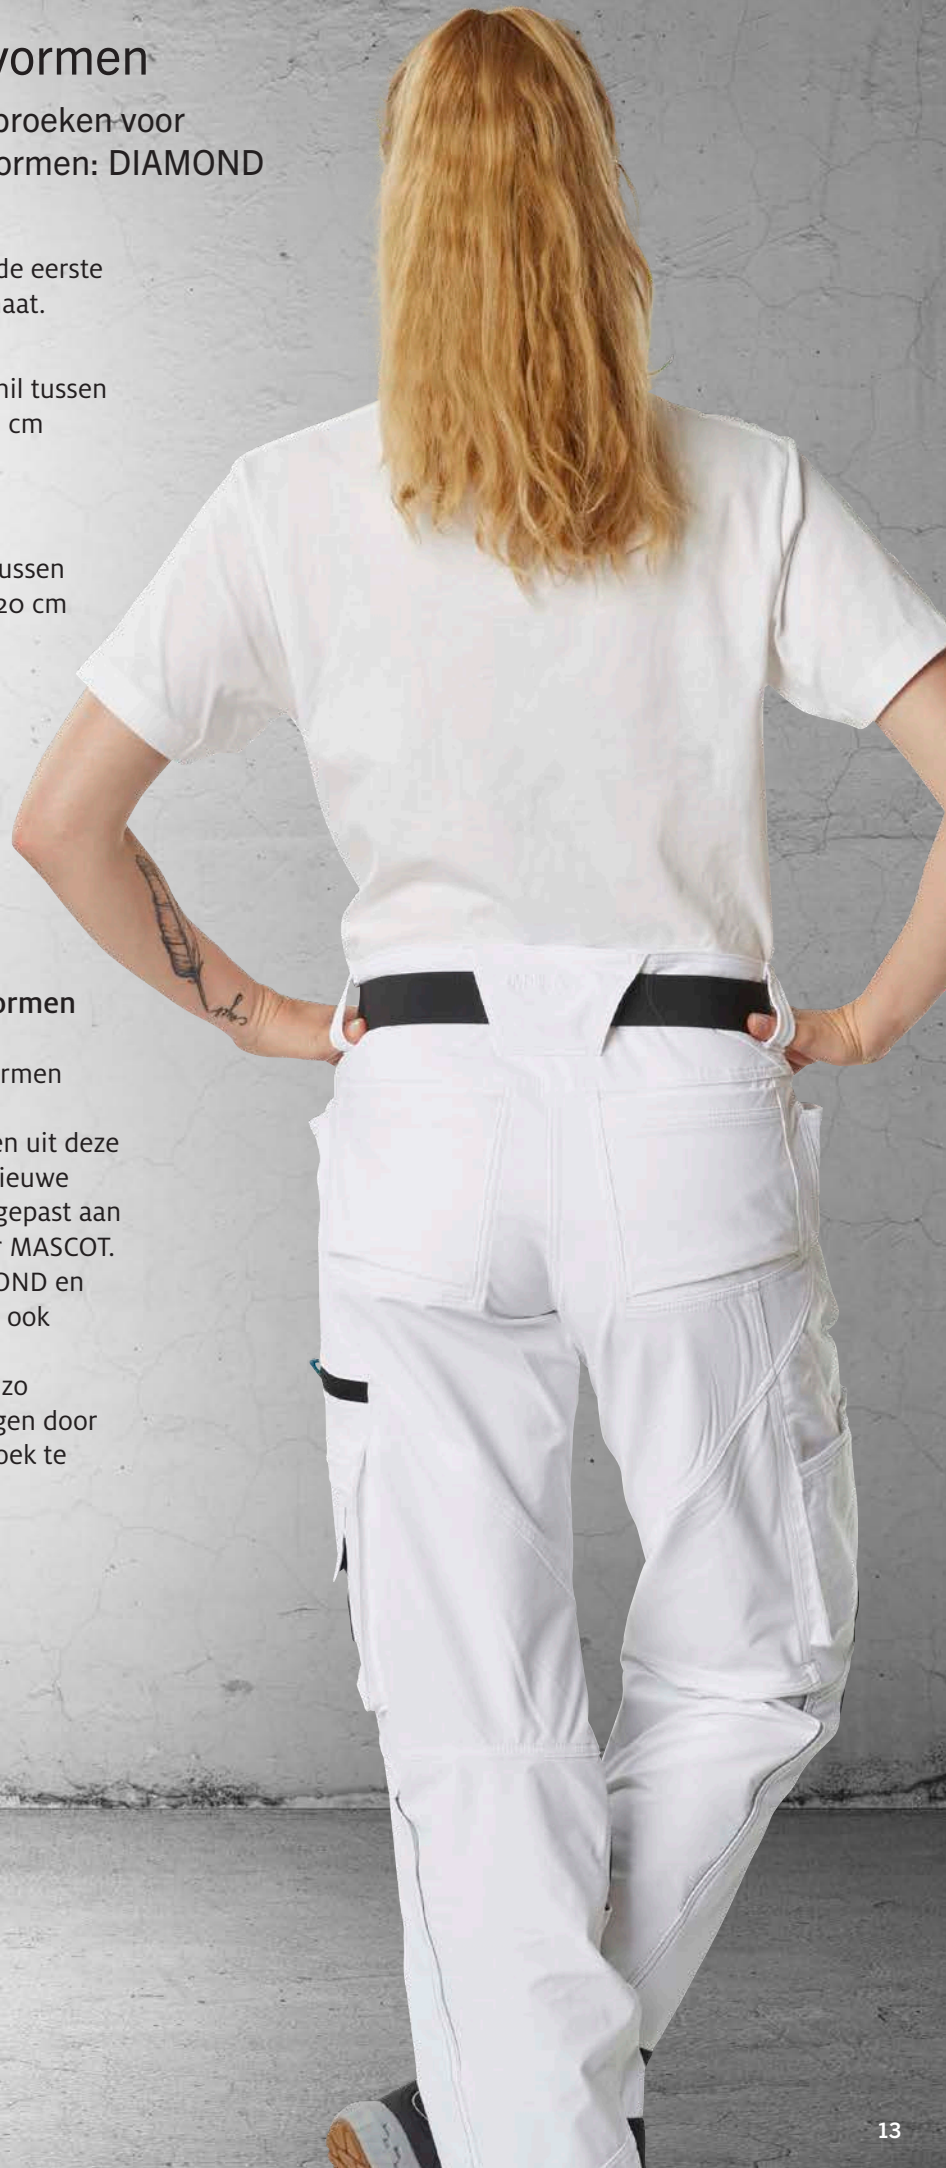 vormen
broeken voor
ormen: DIAMOND
de eerste
aat.
nil tussen
cm
ussen
20 cm
ormen
rmen
en uit deze
ieuwe
gepast aan
MASCOT.
OND en
ook
zo
gen door
oek te
13